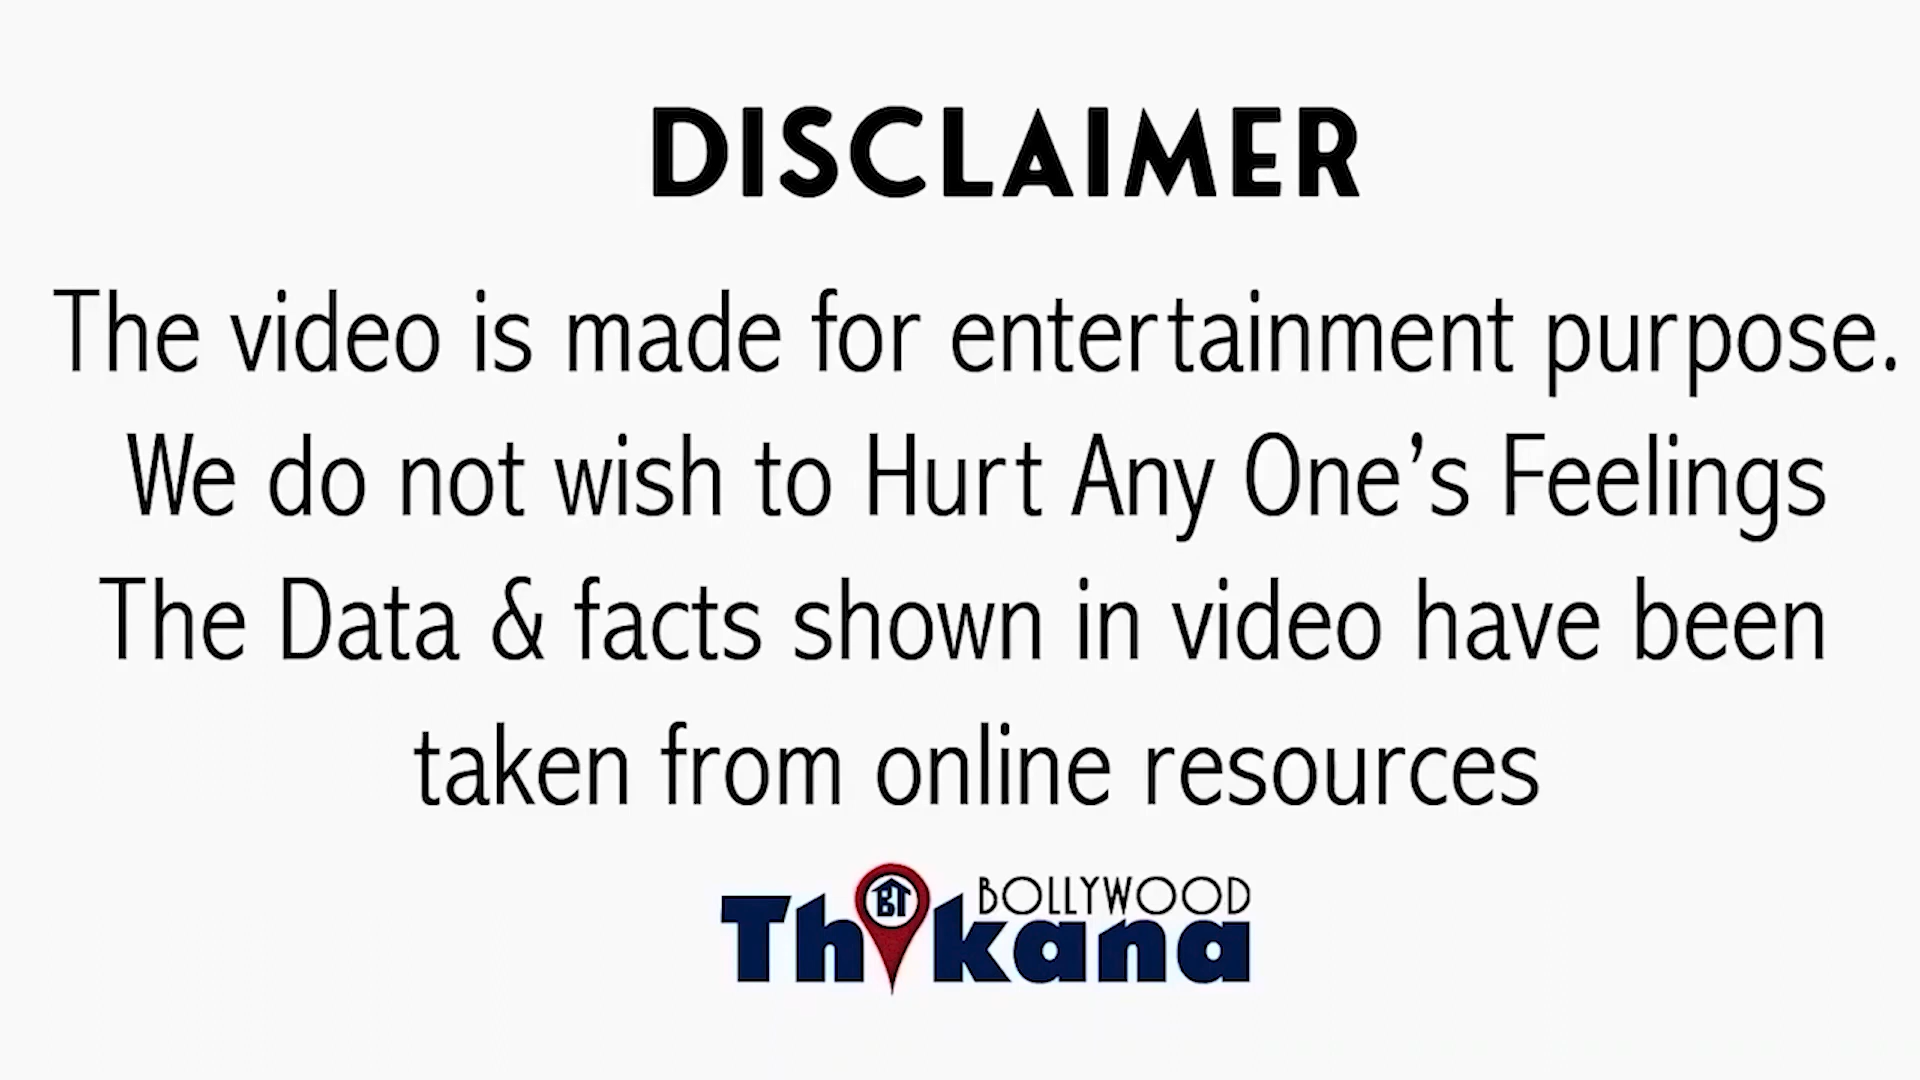 DISCLAIMER
The video is made for entertainment purpose.
We do not wish to Hurt Any One’s Feelings
The Data & facts shown in video have been
taken from online resources
BOLLYWOOD
BT
Thikana